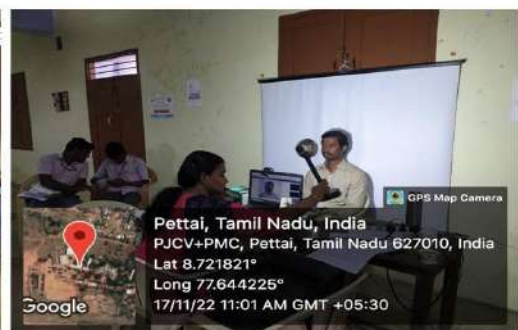 GPS Map Camera
Pettai, Tamil Nadu, India
PJCV+PMC, Pettai, Tamil Nadu 627010, India
Lat 8.721821°
Long 77.644225°
17/11/22 11:01 AM GMT +05:30
Google